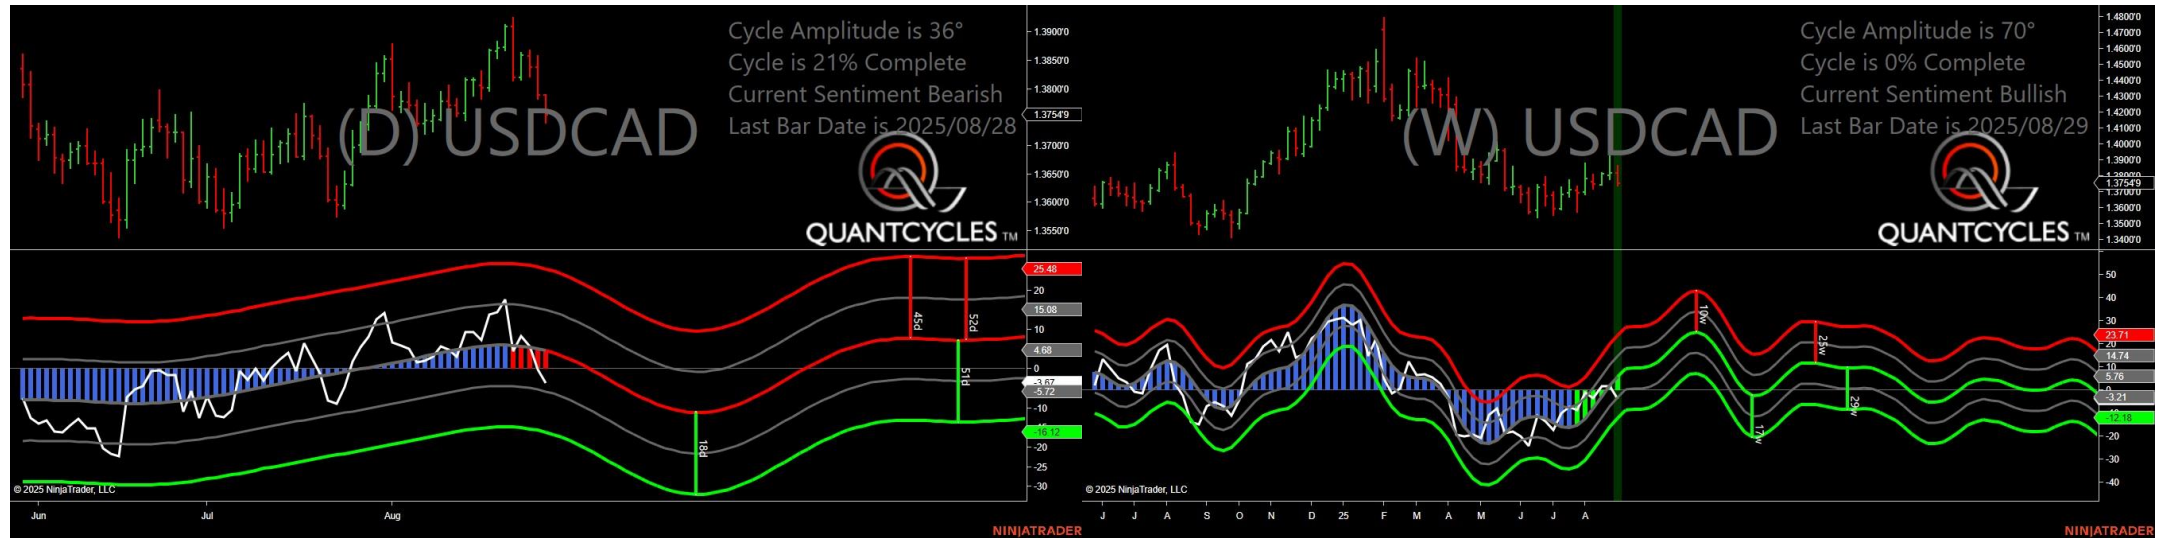 Cycle Amplitude is 36°
Cycle is 21% Complete
Current Sentiment Bearish
Last Bar Date is 2025/08/28
(D) USDCAD
QUANTCYCLES TM
1.3900'0
1.3850'0
1.3800'0
1.3754'9
1.3700'0
1.3650'0
1.3600'0
1.3550'0
25.48
20
15.08
10
4.68
0
-3.67
-5.72
-10
-16.12
-20
-25
-30
45d
52d
51d
18d
© 2025 NinjaTrader, LLC
Jun
Jul
Aug
NINJATRADER
Cycle Amplitude is 70°
Cycle is 0% Complete
Current Sentiment Bullish
Last Bar Date is 2025/08/29
(W) USDCAD
QUANTCYCLES TM
1.4800'0
1.4700'0
1.4600'0
1.4500'0
1.4400'0
1.4300'0
1.4200'0
1.4100'0
1.4000'0
1.3900'0
1.3754'9
1.3700'0
1.3600'0
1.3500'0
1.3400'0
50
40
30
23.71
20
14.74
5.76
-3.21
-12.18
-20
-30
-40
10w
25w
17w
29w
© 2025 NinjaTrader, LLC
J
J
A
S
O
N
D
25
F
M
A
M
J
J
A
NINJATRADER